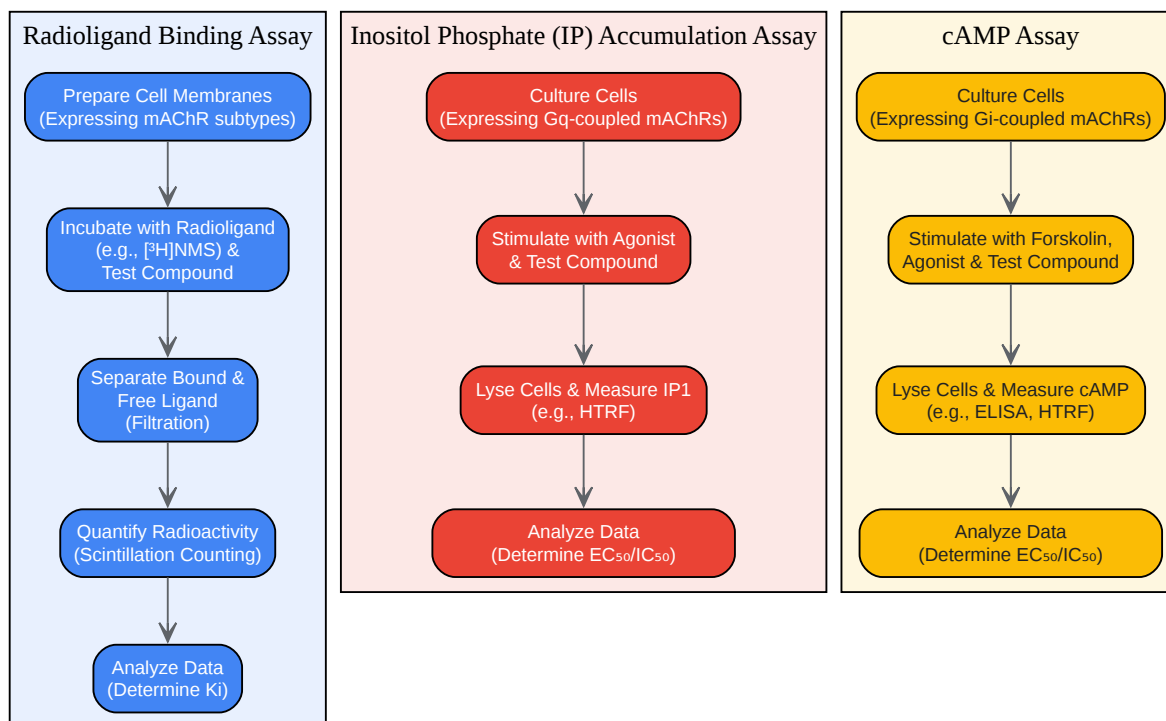 Radioligand Binding Assay
Prepare Cell Membranes
(Expressing mAChR subtypes)
Incubate with Radioligand
(e.g., [³H]NMS) &
Test Compound
Separate Bound &
Free Ligand
(Filtration)
Quantify Radioactivity
(Scintillation Counting)
Analyze Data
(Determine Ki)
Inositol Phosphate (IP) Accumulation Assay
Culture Cells
(Expressing Gq-coupled mAChRs)
Stimulate with Agonist
& Test Compound
Lyse Cells & Measure IP1
(e.g., HTRF)
Analyze Data
(Determine EC₅₀/IC₅₀)
cAMP Assay
Culture Cells
(Expressing Gi-coupled mAChRs)
Stimulate with Forskolin,
Agonist & Test Compound
Lyse Cells & Measure cAMP
(e.g., ELISA, HTRF)
Analyze Data
(Determine EC₅₀/IC₅₀)